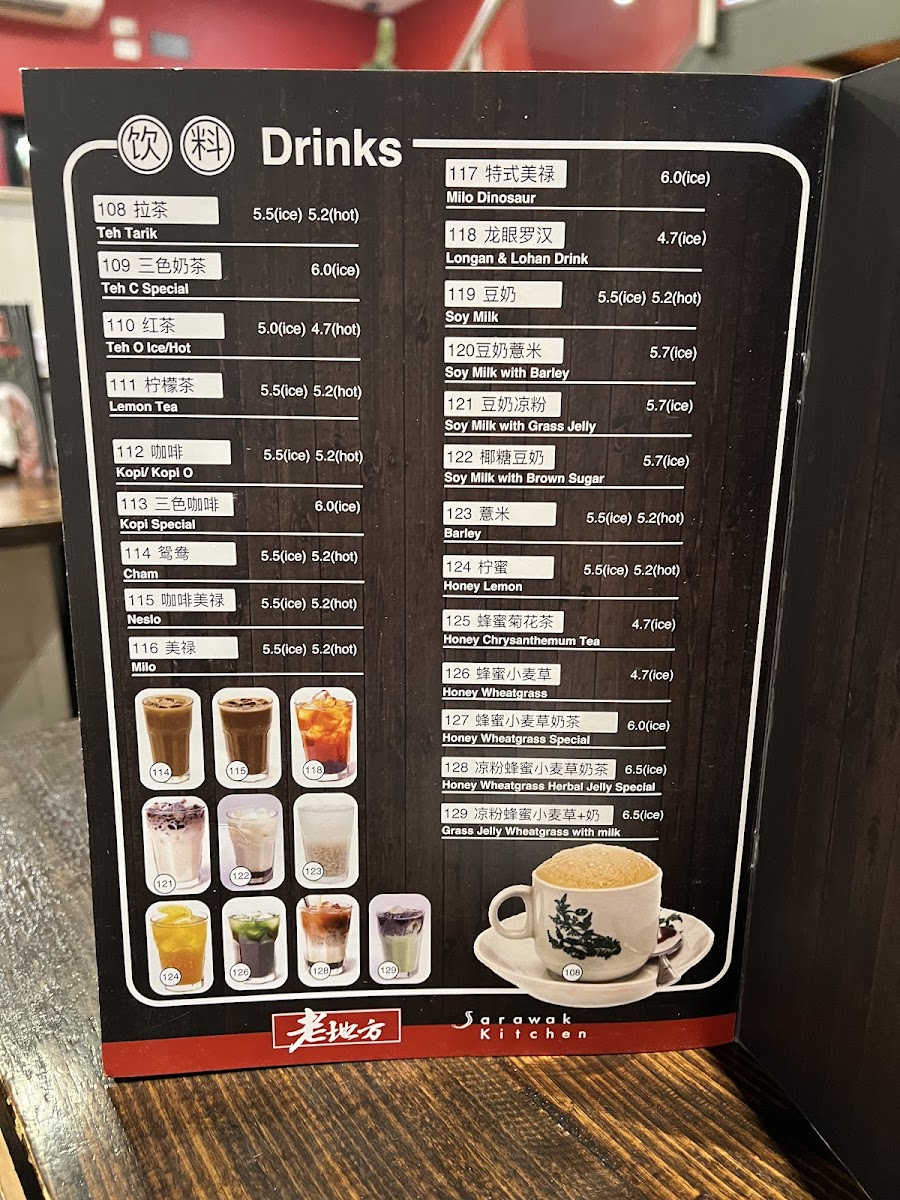 饮料 Drinks
108 拉茶 5.5(ice) 5.2(hot)
Teh Tarik
109 三色奶茶 6.0(ice)
Teh C Special
110 红茶 5.0(ice) 4.7(hot)
Teh O Ice/Hot
111 柠檬茶 5.5(ice) 5.2(hot)
Lemon Tea
112 咖啡 5.5(ice) 5.2(hot)
Kopi/ Kopi O
113 三色咖啡 6.0(ice)
Kopi Special
114 鸳鸯 5.5(ice) 5.2(hot)
Cham
115 咖啡美禄 5.5(ice) 5.2(hot)
Neslo
116 美禄 5.5(ice) 5.2(hot)
Milo
114
115
118
121
122
123
124
126
128
129
117 特式美禄 6.0(ice)
Milo Dinosaur
118 龙眼罗汉 4.7(ice)
Longan & Lohan Drink
119 豆奶 5.5(ice) 5.2(hot)
Soy Milk
120豆奶薏米 5.7(ice)
Soy Milk with Barley
121 豆奶凉粉 5.7(ice)
Soy Milk with Grass Jelly
122 椰糖豆奶 5.7(ice)
Soy Milk with Brown Sugar
123 薏米 5.5(ice) 5.2(hot)
Barley
124 柠蜜 5.5(ice) 5.2(hot)
Honey Lemon
125 蜂蜜菊花茶 4.7(ice)
Honey Chrysanthemum Tea
126 蜂蜜小麦草 4.7(ice)
Honey Wheatgrass
127 蜂蜜小麦草奶茶 6.0(ice)
Honey Wheatgrass Special
128 凉粉蜂蜜小麦草奶茶 6.5(ice)
Honey Wheatgrass Herbal Jelly Special
129 凉粉蜂蜜小麦草+奶 6.5(ice)
Grass Jelly Wheatgrass with milk
108
老地方
Sarawak
Kitchen